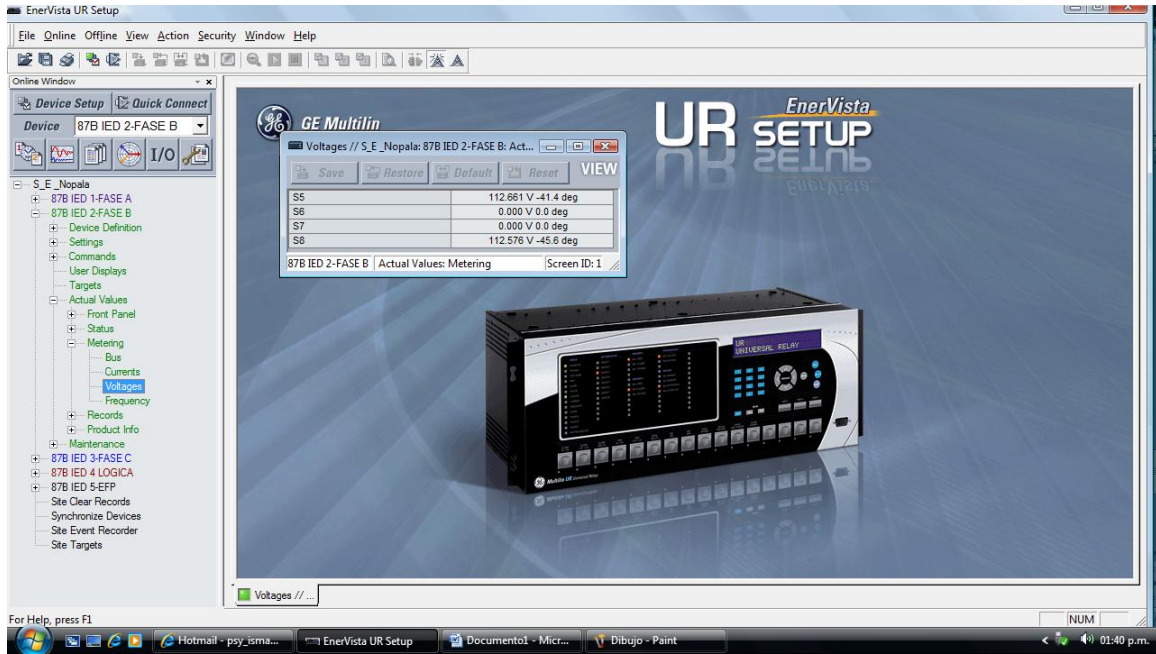 EnerVista UR Setup
File Online Offline View Action Security Window Help
Online Window
Device Setup Quick Connect
Device 87B IED 2-FASE B
I/O
S_E _Nopala
87B IED 1-FASE A
87B IED 2-FASE B
Device Definition
Settings
Commands
User Displays
Targets
Actual Values
Front Panel
Status
Metering
Bus
Currents
Voltages
Frequency
Records
Product Info
Maintenance
87B IED 3-FASE C
87B IED 4 LOGICA
87B IED 5-EFP
Site Clear Records
Synchronize Devices
Site Event Recorder
Site Targets
GE Multilin
EnerVista
UR SETUP
Voltages // S_E _Nopala: 87B IED 2-FASE B: Act...
Save Restore Default Reset VIEW
S5 112.661 V -41.4 deg
S6 0.000 V 0.0 deg
S7 0.000 V 0.0 deg
S8 112.576 V -45.6 deg
87B IED 2-FASE B Actual Values: Metering Screen ID: 1
UR
UNIVERSAL RELAY
Multilin UR Universal Relay
Voltages // ...
For Help, press F1
NUM
Hotmail - psy_isma... EnerVista UR Setup Documento1 - Micr... Dibujo - Paint
01:40 p.m.